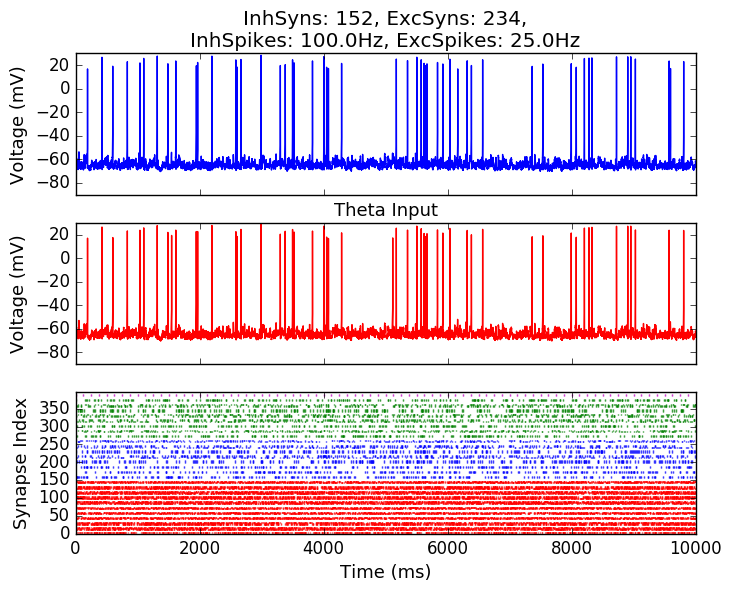 InhSyns: 152, ExcSyns: 234,
InhSpikes: 100.0Hz, ExcSpikes: 25.0Hz
20
0
−20
−40
−60
−80
Voltage (mV)
Theta Input
20
0
−20
−40
−60
−80
Voltage (mV)
350
300
250
200
150
100
50
0
Synapse Index
0 2000 4000 6000 8000 10000
Time (ms)